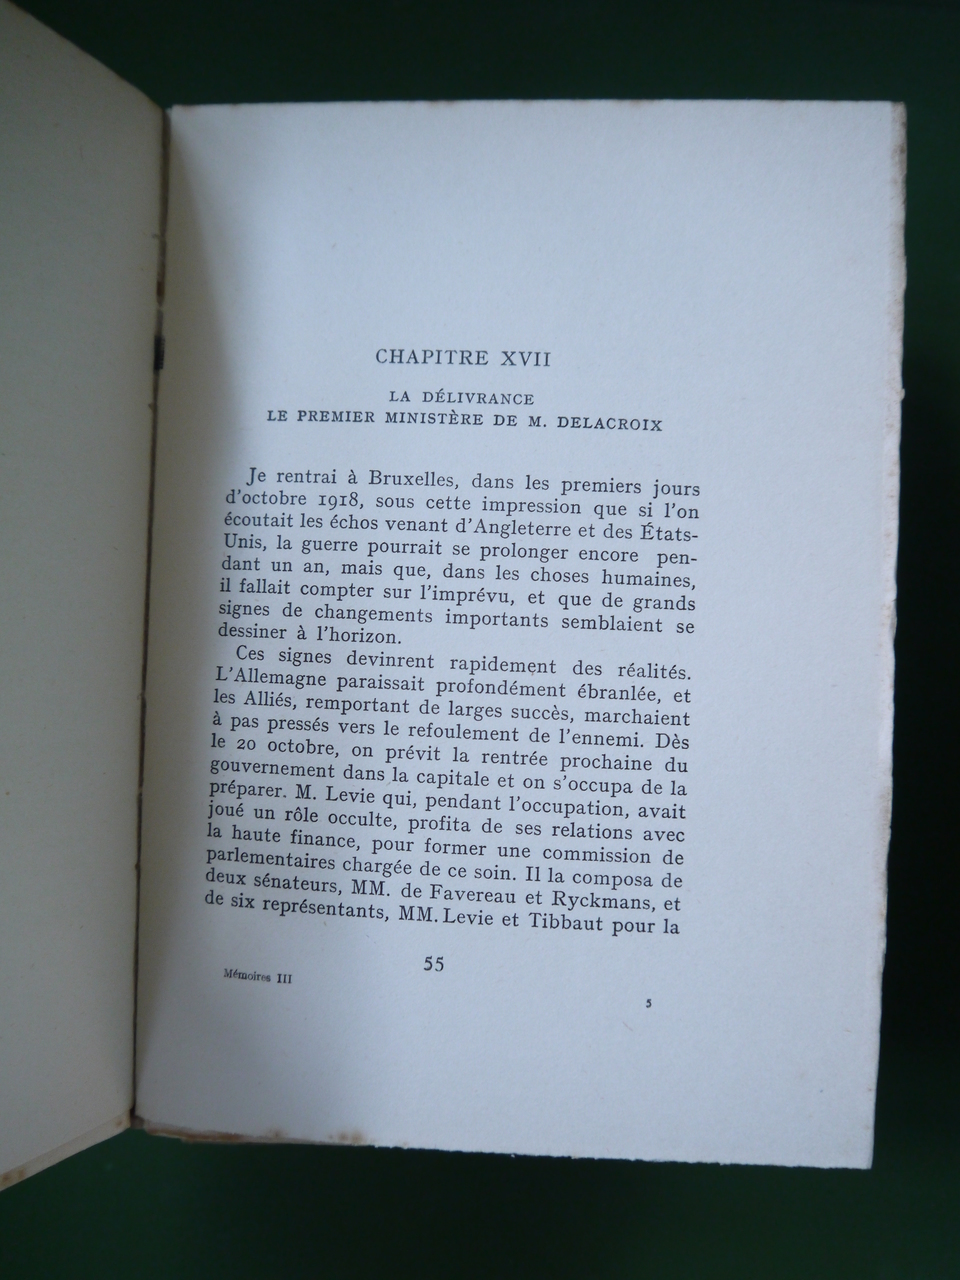 CHAPITRE XVII
LA DÉLIVRANCE
LE PREMIER MINISTÈRE DE M. DELACROIX
Je rentrai à Bruxelles, dans les premiers jours
d'octobre 1918, sous cette impression que si l'on
écoutait les échos venant d'Angleterre et des États-
Unis, la guerre pourrait se prolonger encore pen-
dant un an, mais que, dans les choses humaines,
il fallait compter sur l'imprévu, et que de grands
signes de changements importants semblaient se
dessiner à l'horizon.
Ces signes devinrent rapidement des réalités.
L'Allemagne paraissait profondément ébranlée, et
les Alliés, remportant de larges succès, marchaient
à pas pressés vers le refoulement de l'ennemi. Dès
le 20 octobre, on prévit la rentrée prochaine du
gouvernement dans la capitale et on s'occupa de la
préparer. M. Levie qui, pendant l'occupation, avait
joué un rôle occulte, profita de ses relations avec
la haute finance, pour former une commission de
parlementaires chargée de ce soin. Il la composa de
deux sénateurs, MM. de Favereau et Ryckmans, et
de six représentants, MM. Levie et Tibbaut pour la
55
Mémoires III
5